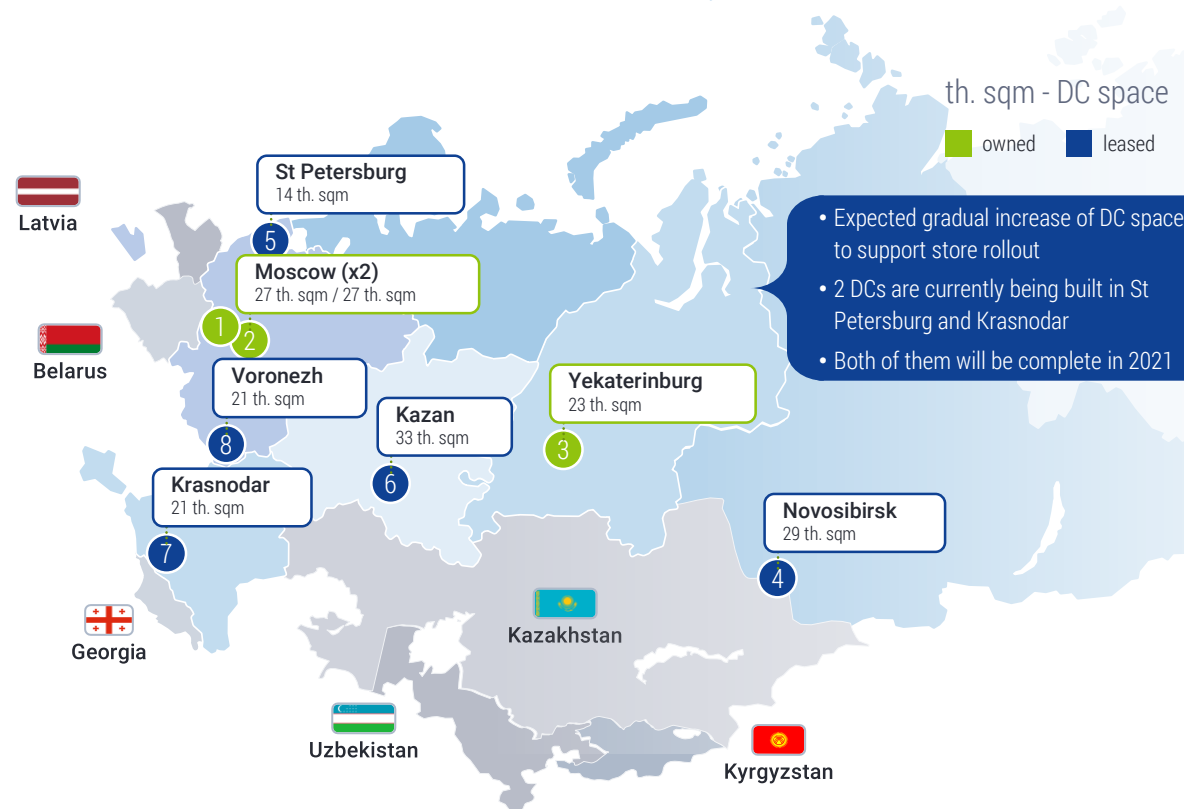 th. sqm - DC space
owned
leased
Latvia
St Petersburg
14 th. sqm
5
• Expected gradual increase of DC space
to support store rollout
• 2 DCs are currently being built in St
Petersburg and Krasnodar
• Both of them will be complete in 2021
Moscow (x2)
27 th. sqm / 27 th. sqm
1
2
Belarus
Voronezh
21 th. sqm
8
Kazan
33 th. sqm
6
Yekaterinburg
23 th. sqm
3
Krasnodar
21 th. sqm
7
Novosibirsk
29 th. sqm
4
Georgia
Kazakhstan
Uzbekistan
Kyrgyzstan